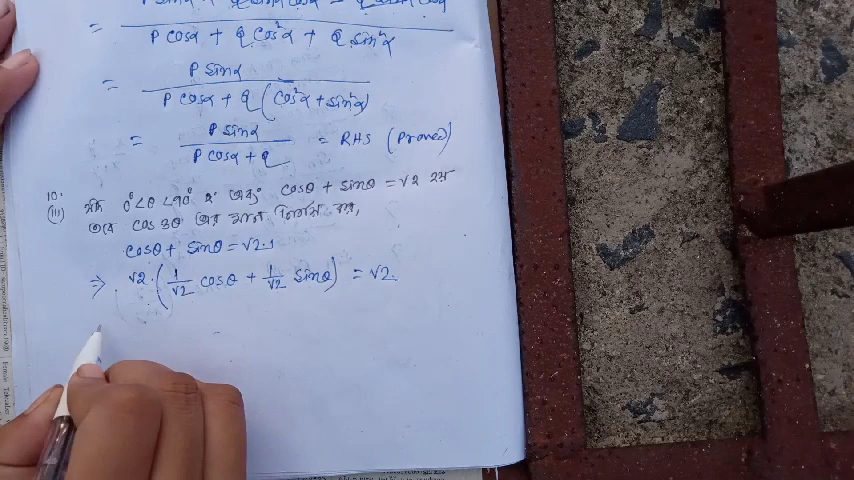 = P cosα + Q cos²α + Q sin²α
= P sinα / P cosα + Q (cos²α + sin²α)
= P sinα / P cosα + Q = RHS (Proved)
10.
(iii) যদি 0° < θ < 90° হয় এবং cosθ + sinθ = √2 হয়
তবে cos 3θ এর মান নির্ণয় কর,
cosθ + sinθ = √2.1
⇒ √2. (1/√2 cosθ + 1/√2 sinθ) = √2.